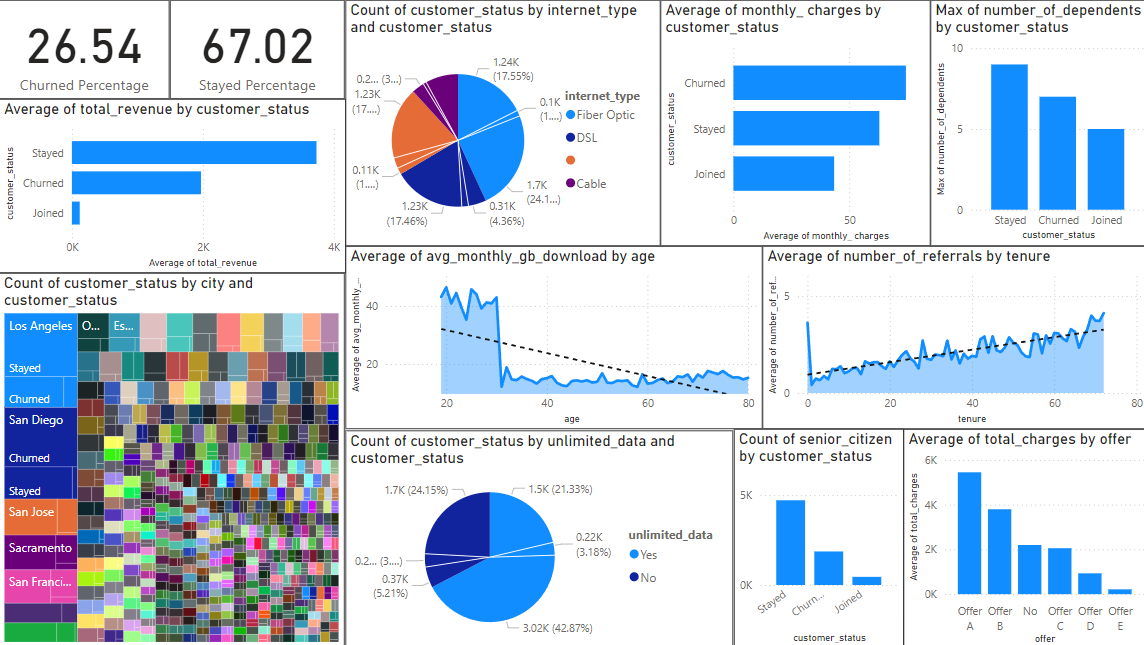 26.54
Churned Percentage
67.02
Stayed Percentage
Average of total_revenue by customer_status
customer_status
Stayed
Churned
Joined
0K
2K
4K
Average of total_revenue
Count of customer_status by city and
customer_status
Los Angeles
Stayed
Churned
San Diego
Churned
Stayed
San Jose
Sacramento
San Franci...
O...
Es...
Count of customer_status by internet_type
and customer_status
1.24K
(17.55%)
0.1K
(1....)
1.7K
(24.1...)
0.31K
(4.36%)
1.23K
(17.46%)
0.11K
(1....)
1.23K
(17....)
0.2... (3...)
internet_type
Fiber Optic
DSL
Cable
Average of monthly_ charges by
customer_status
customer_status
Churned
Stayed
Joined
0
50
Average of monthly_ charges
Max of number_of_dependents
by customer_status
Max of number_of_dependents
10
5
0
Stayed
Churned
Joined
customer_status
Average of avg_monthly_gb_download by age
Average of avg_monthly_...
40
20
20
40
60
80
age
Average of number_of_referrals by tenure
Average of number_of_ref...
5
0
0
20
40
60
80
tenure
Count of customer_status by unlimited_data and
customer_status
1.7K (24.15%)
1.5K (21.33%)
0.22K
(3.18%)
0.2... (3....)
0.37K
(5.21%)
3.02K (42.87%)
unlimited_data
Yes
No
Count of senior_citizen
by customer_status
5K
0K
Stayed
Churn...
Joined
customer_status
Average of total_charges by offer
Average of total_charges
6K
4K
2K
0K
Offer A
Offer B
No
Offer C
Offer D
Offer E
offer